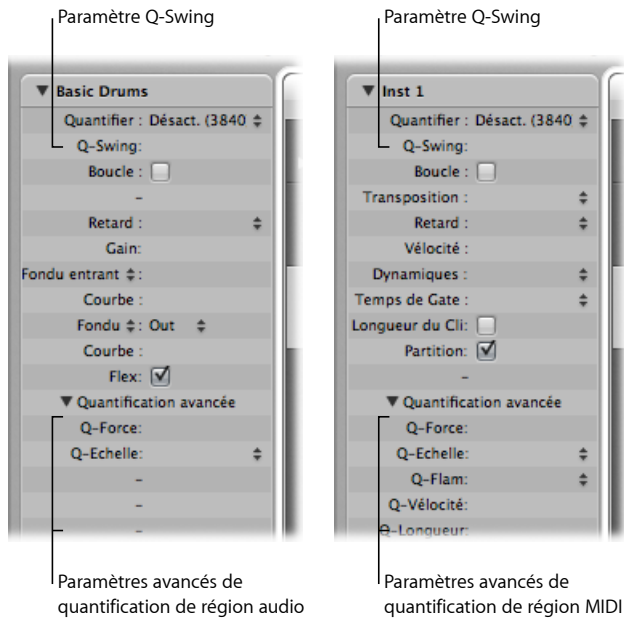 Paramètre Q-Swing
▼ Basic Drums
Quantifier : Désact. (3840
Q-Swing:
Boucle :
–
Retard :
Gain:
Fondu entrant :
Courbe :
Fondu : Out
Courbe :
Flex:
▼ Quantification avancée
Q-Force:
Q-Echelle:
–
–
–
Paramètres avancés de
quantification de région audio
Paramètre Q-Swing
▼ Inst 1
Quantifier : Désact. (3840
Q-Swing:
Boucle :
Transposition :
Retard :
Vélocité :
Dynamiques :
Temps de Gate :
Longueur du Cli:
Partition:
–
▼ Quantification avancée
Q-Force:
Q-Echelle:
Q-Flam:
Q-Vélocité:
Q-Longueur:
Paramètres avancés de
quantification de région MIDI